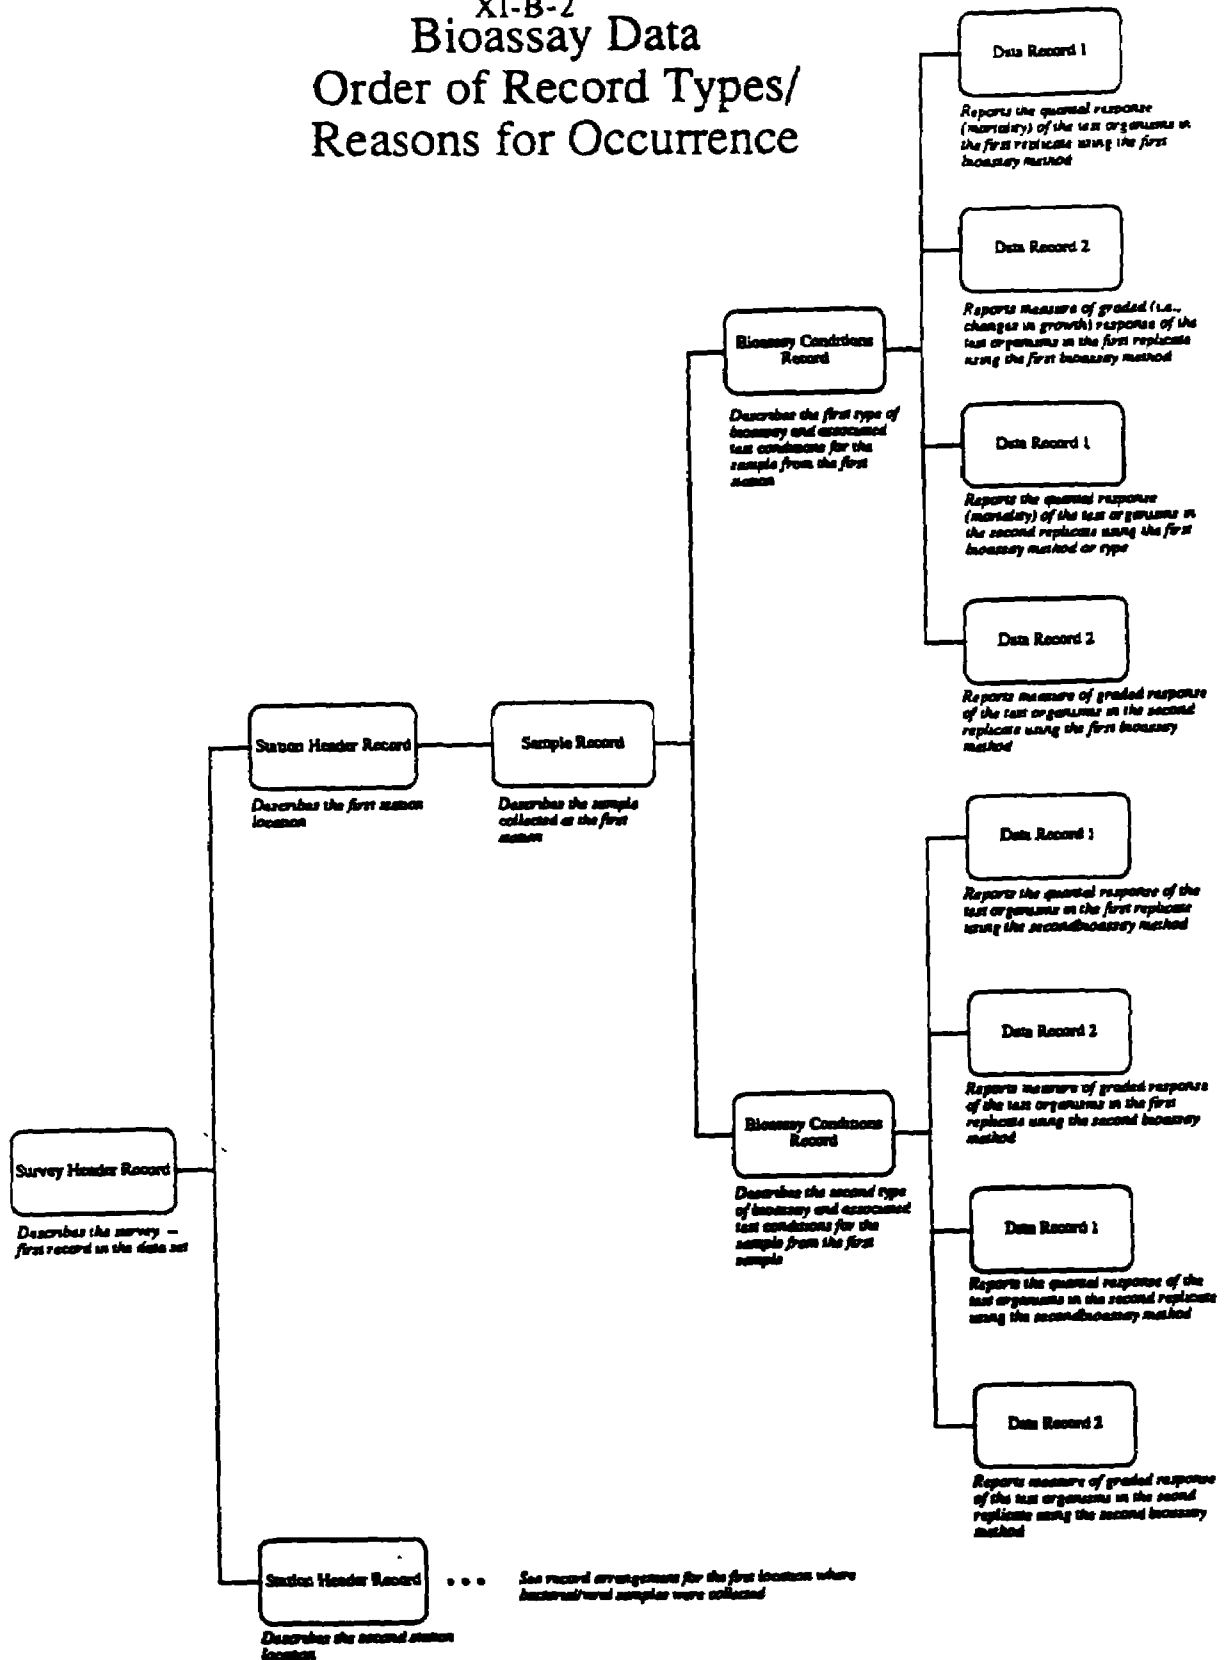 XI-B-2
Bioassay Data
Order of Record Types/
Reasons for Occurrence
Data Record 1
Reports the quantal response
(mortality) of the test organisms in
the first replicate using the first
bioassay method
Data Record 2
Reports measure of graded (i.e.,
changes in growth) response of the
test organisms in the first replicate
using the first bioassay method
Bioassay Conditions
Record
Describes the first type of
bioassay and associated
test conditions for the
sample from the first
station
Data Record 1
Reports the quantal response
(mortality) of the test organisms in
the second replicate using the first
bioassay method or type
Data Record 2
Reports measure of graded response
of the test organisms in the second
replicate using the first bioassay
method
Station Header Record
Describes the first station
location
Sample Record
Describes the sample
collected at the first
station
Data Record 1
Reports the quantal response of the
test organisms in the first replicate
using the secondbioassay method
Data Record 2
Reports measure of graded response
of the test organisms in the first
replicate using the second bioassay
method
Bioassay Conditions
Record
Describes the second type
of bioassay and associated
test conditions for the
sample from the first
sample
Survey Header Record
Describes the survey –
first record in the data set
Data Record 1
Reports the quantal response of the
test organisms in the second replicate
using the secondbioassay method
Data Record 2
Reports measure of graded response
of the test organisms in the second
replicate using the second bioassay
method
Station Header Record
• • •
See record arrangement for the first location where
bacterial/viral samples were collected
Describes the second station
location